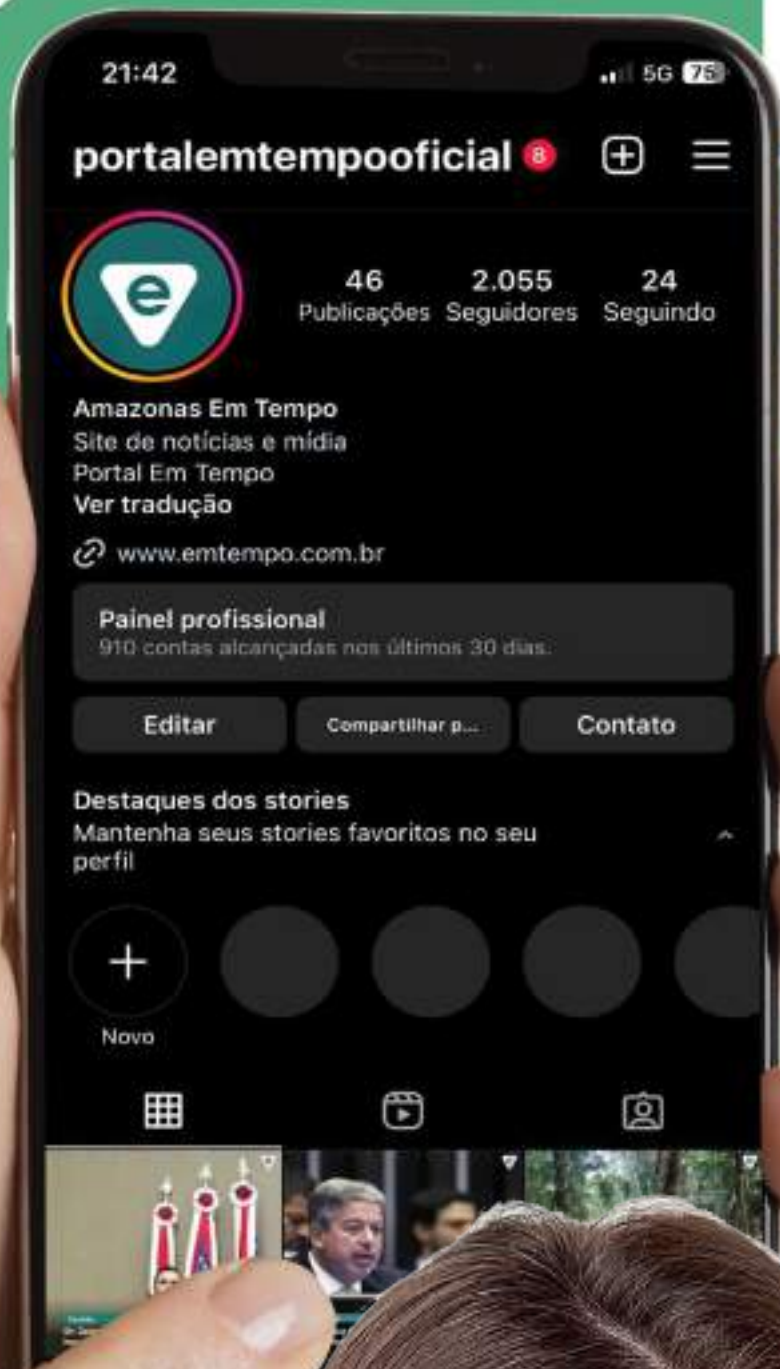 21:42
5G 75
portalemtempooficial 8
e
46 2.055 24
Publicações Seguidores Seguindo
Amazonas Em Tempo
Site de notícias e mídia
Portal Em Tempo
Ver tradução
www.emtempo.com.br
Painel profissional
910 contas alcançadas nos últimos 30 dias.
Editar Compartilhar p... Contato
Destaques dos stories
Mantenha seus stories favoritos no seu
perfil
Novo